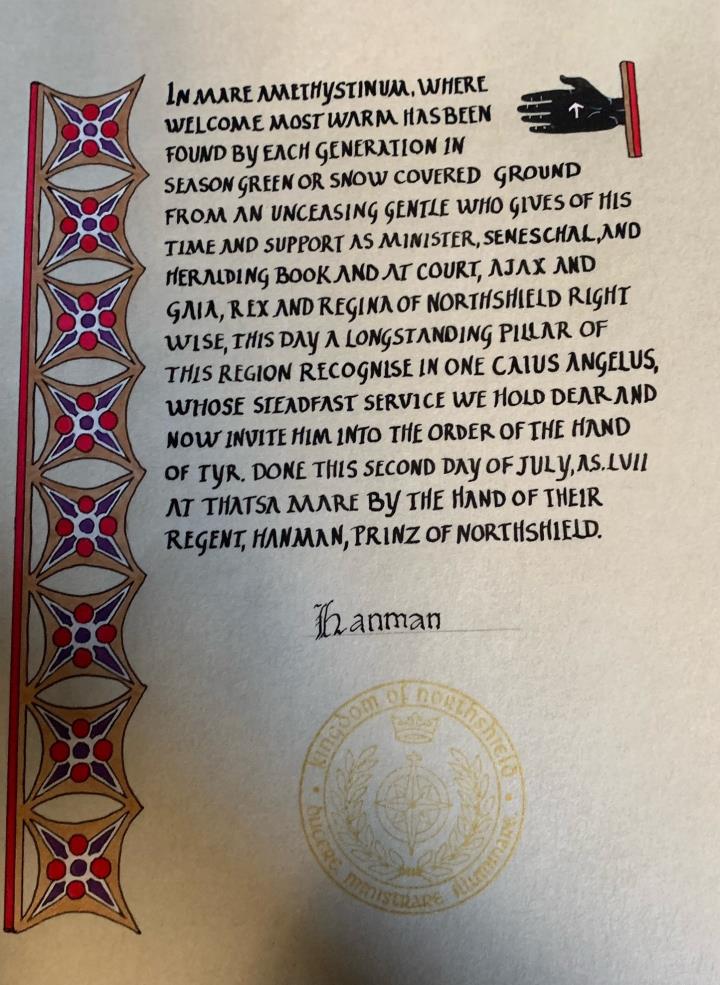 IN MARE AMETHYSTINUM, WHERE
WELCOME MOST WARM HAS BEEN
FOUND BY EACH GENERATION IN
SEASON GREEN OR SNOW COVERED GROUND
FROM AN UNCEASING GENTLE WHO GIVES OF HIS
TIME AND SUPPORT AS MINISTER, SENESCHAL, AND
HERALDING BOOK AND AT COURT, AJAX AND
GAIA, REX AND REGINA OF NORTHSHIELD RIGHT
WISE, THIS DAY A LONGSTANDING PILLAR OF
THIS REGION RECOGNISE IN ONE CAIUS ANGELUS,
WHOSE STEADFAST SERVICE WE HOLD DEAR AND
NOW INVITE HIM INTO THE ORDER OF THE HAND
OF TYR. DONE THIS SECOND DAY OF JULY, AS. LVII
AT THATSA MARE BY THE HAND OF THEIR
REGENT, HANMAN, PRINZ OF NORTHSHIELD.
Hanman
kingdom of northshield
ducere ministrare illuminare